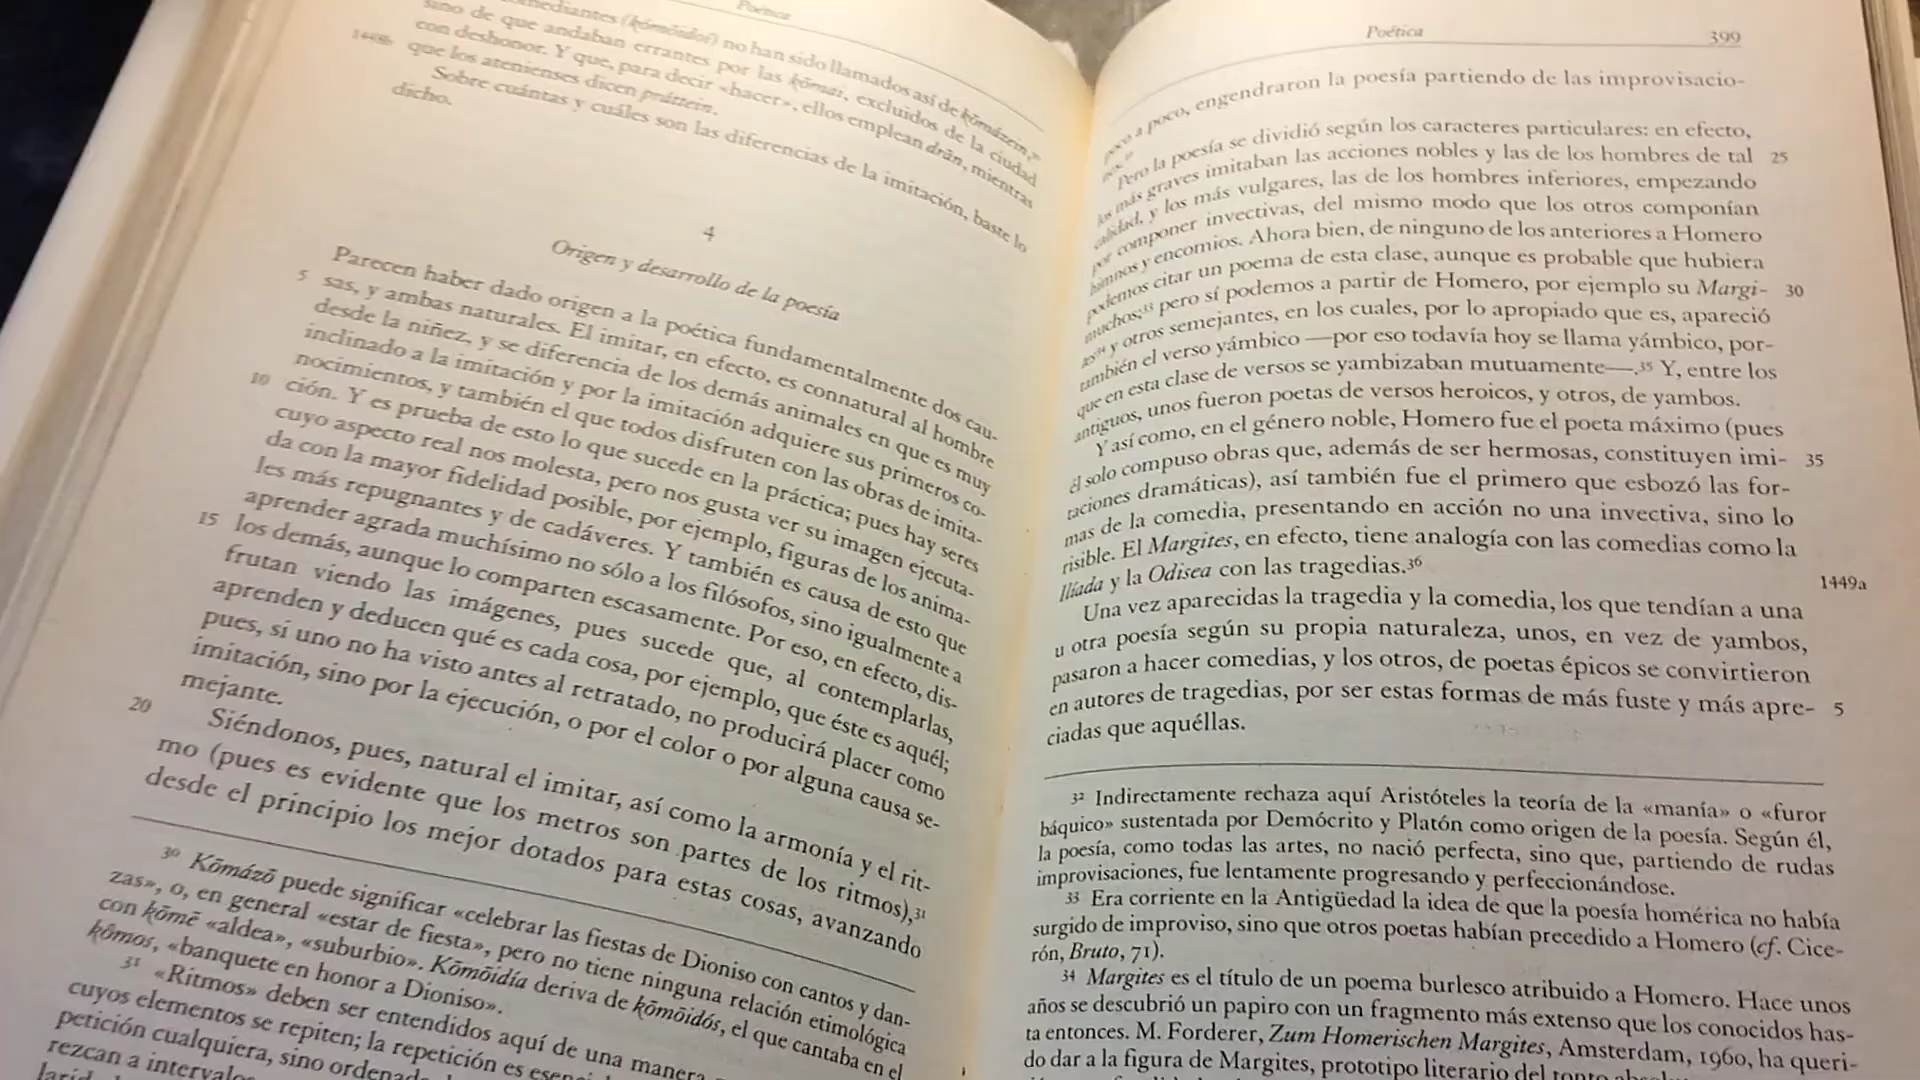 Poética
mediantes (kōmōidoí) no han sido llamados así de kōmázein,³⁰
sino de que andaban errantes por las kōmai, excluidos de la ciudad
con deshonor. Y que, para decir «hacer», ellos emplean drân, mientras
1448b que los atenienses dicen práttein.
Sobre cuántas y cuáles son las diferencias de la imitación, baste lo
dicho.
4
Origen y desarrollo de la poesía
Parecen haber dado origen a la poética fundamentalmente dos cau-
5 sas, y ambas naturales. El imitar, en efecto, es connatural al hombre
desde la niñez, y se diferencia de los demás animales en que es muy
inclinado a la imitación y por la imitación adquiere sus primeros co-
nocimientos, y también el que todos disfruten con las obras de imita-
10 ción. Y es prueba de esto lo que sucede en la práctica; pues hay seres
cuyo aspecto real nos molesta, pero nos gusta ver su imagen ejecuta-
da con la mayor fidelidad posible, por ejemplo, figuras de los anima-
les más repugnantes y de cadáveres. Y también es causa de esto que
aprender agrada muchísimo no sólo a los filósofos, sino igualmente a
15 los demás, aunque lo comparten escasamente. Por eso, en efecto, dis-
frutan viendo las imágenes, pues sucede que, al contemplarlas,
aprenden y deducen qué es cada cosa, por ejemplo, que éste es aquél;
pues, si uno no ha visto antes al retratado, no producirá placer como
imitación, sino por la ejecución, o por el color o por alguna causa se-
mejante.
20 Siéndonos, pues, natural el imitar, así como la armonía y el rit-
mo (pues es evidente que los metros son partes de los ritmos),³¹
desde el principio los mejor dotados para estas cosas, avanzando
³⁰ Kōmázō puede significar «celebrar las fiestas de Dioniso con cantos y dan-
zas», o, en general «estar de fiesta», pero no tiene ninguna relación etimológica
con kōmē «aldea», «suburbio». Kōmōidía deriva de kōmōidós, el que cantaba en el
kômos, «banquete en honor a Dioniso».
³¹ «Ritmos» deben ser entendidos aquí de una manera
cuyos elementos se repiten; la repetición es
petición cualquiera, sino
rezcan a
Poética 399
poco a poco, engendraron la poesía partiendo de las improvisacio-
nes.³²
Pero la poesía se dividió según los caracteres particulares: en efecto,
los más graves imitaban las acciones nobles y las de los hombres de tal 25
calidad, y los más vulgares, las de los hombres inferiores, empezando
por componer invectivas, del mismo modo que los otros componían
himnos y encomios. Ahora bien, de ninguno de los anteriores a Homero
podemos citar un poema de esta clase, aunque es probable que hubiera
muchos;³³ pero sí podemos a partir de Homero, por ejemplo su Margi- 30
tes³⁴ y otros semejantes, en los cuales, por lo apropiado que es, apareció
también el verso yámbico —por eso todavía hoy se llama yámbico, por-
que en esta clase de versos se yambizaban mutuamente—.³⁵ Y, entre los
antiguos, unos fueron poetas de versos heroicos, y otros, de yambos.
Y así como, en el género noble, Homero fue el poeta máximo (pues
él solo compuso obras que, además de ser hermosas, constituyen imi- 35
taciones dramáticas), así también fue el primero que esbozó las for-
mas de la comedia, presentando en acción no una invectiva, sino lo
risible. El Margites, en efecto, tiene analogía con las comedias como la
Ilíada y la Odisea con las tragedias.³⁶ 1449a
Una vez aparecidas la tragedia y la comedia, los que tendían a una
u otra poesía según su propia naturaleza, unos, en vez de yambos,
pasaron a hacer comedias, y los otros, de poetas épicos se convirtieron
en autores de tragedias, por ser estas formas de más fuste y más apre- 5
ciadas que aquéllas.
³² Indirectamente rechaza aquí Aristóteles la teoría de la «manía» o «furor
báquico» sustentada por Demócrito y Platón como origen de la poesía. Según él,
la poesía, como todas las artes, no nació perfecta, sino que, partiendo de rudas
improvisaciones, fue lentamente progresando y perfeccionándose.
³³ Era corriente en la Antigüedad la idea de que la poesía homérica no había
surgido de improviso, sino que otros poetas habían precedido a Homero (cf. Cice-
rón, Bruto, 71).
³⁴ Margites es el título de un poema burlesco atribuido a Homero. Hace unos
años se descubrió un papiro con un fragmento más extenso que los conocidos has-
ta entonces. M. Forderer, Zum Homerischen Margites, Amsterdam, 1960, ha queri-
do dar a la figura de Margites, prototipo literario del tonto